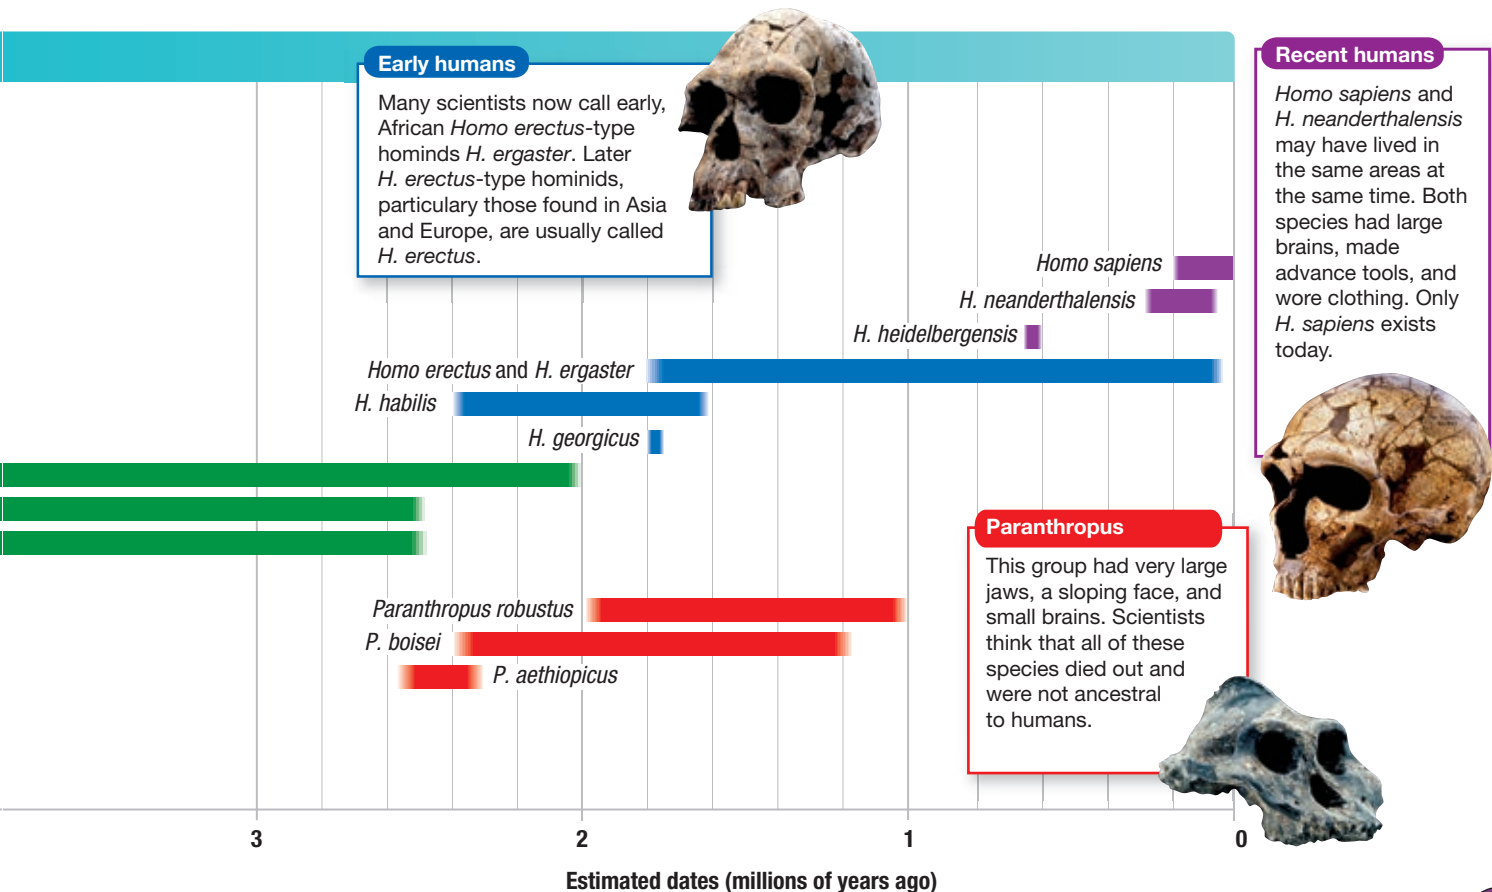 Early humans
Many scientists now call early,
African Homo erectus-type
hominds H. ergaster. Later
H. erectus-type hominids,
particulary those found in Asia
and Europe, are usually called
H. erectus.
Recent humans
Homo sapiens and
H. neanderthalensis
may have lived in
the same areas at
the same time. Both
species had large
brains, made
advance tools, and
wore clothing. Only
H. sapiens exists
today.
Homo sapiens
H. neanderthalensis
H. heidelbergensis
Homo erectus and H. ergaster
H. habilis
H. georgicus
Paranthropus
This group had very large
jaws, a sloping face, and
small brains. Scientists
think that all of these
species died out and
were not ancestral
to humans.
Paranthropus robustus
P. boisei
P. aethiopicus
3 2 1 0
Estimated dates (millions of years ago)